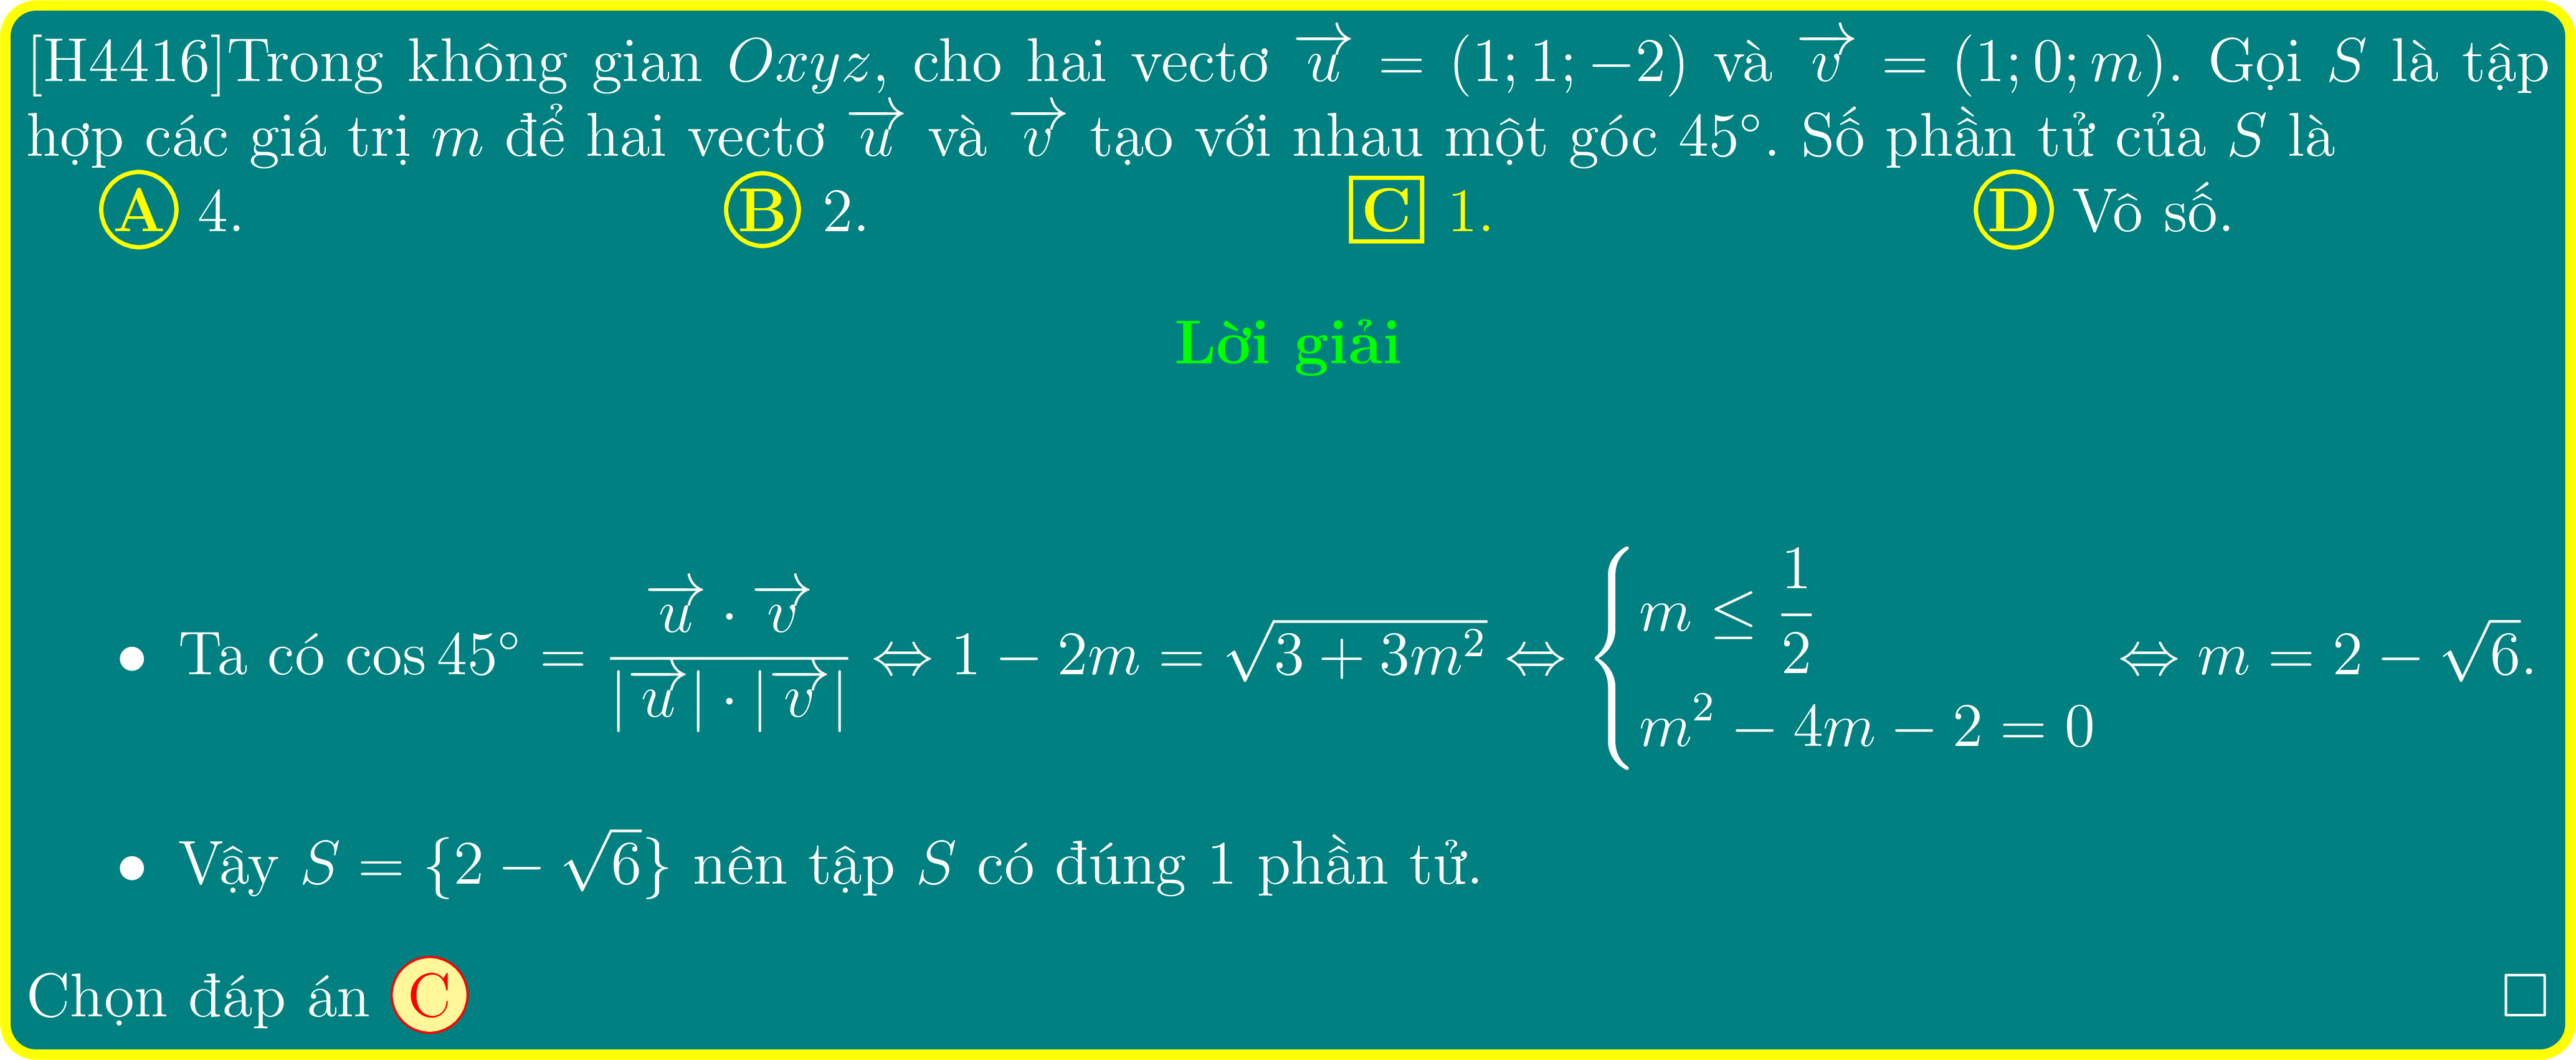 [H4416]Trong không gian Oxyz, cho hai vectơ $\overrightarrow{u} = (1; 1; -2)$ và $\overrightarrow{v} = (1; 0; m)$. Gọi S là tập
hợp các giá trị m để hai vectơ $\overrightarrow{u}$ và $\overrightarrow{v}$ tạo với nhau một góc 45°. Số phần tử của S là
A 4. B 2. C 1. D Vô số.
Lời giải
• Ta có $\cos 45^\circ = \dfrac{\overrightarrow{u} \cdot \overrightarrow{v}}{|\overrightarrow{u}| \cdot |\overrightarrow{v}|} \Leftrightarrow 1 - 2m = \sqrt{3 + 3m^2} \Leftrightarrow \begin{cases} m \leq \dfrac{1}{2} \\ m^2 - 4m - 2 = 0 \end{cases} \Leftrightarrow m = 2 - \sqrt{6}.$
• Vậy $S = \{2 - \sqrt{6}\}$ nên tập S có đúng 1 phần tử.
Chọn đáp án C □